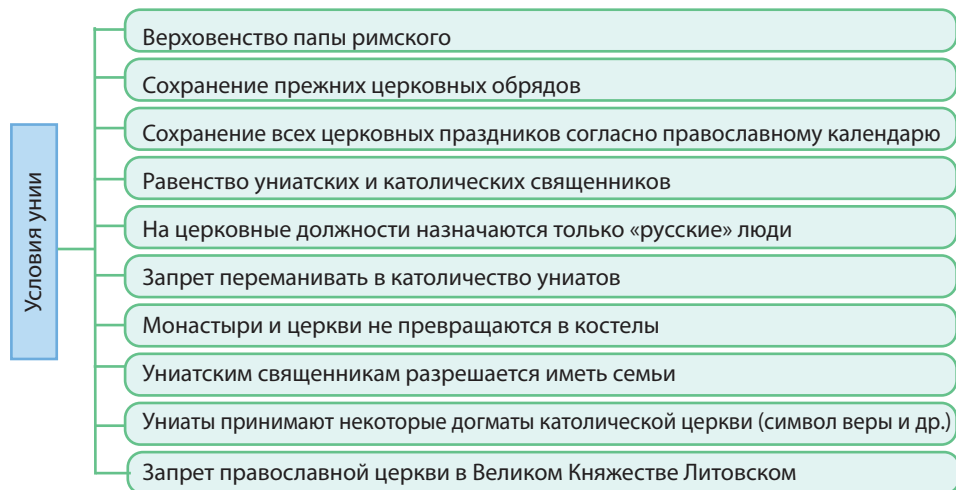 Условия унии
Верховенство папы римского
Сохранение прежних церковных обрядов
Сохранение всех церковных праздников согласно православному календарю
Равенство униатских и католических священников
На церковные должности назначаются только «русские» люди
Запрет переманивать в католичество униатов
Монастыри и церкви не превращаются в костелы
Униатским священникам разрешается иметь семьи
Униаты принимают некоторые догматы католической церкви (символ веры и др.)
Запрет православной церкви в Великом Княжестве Литовском